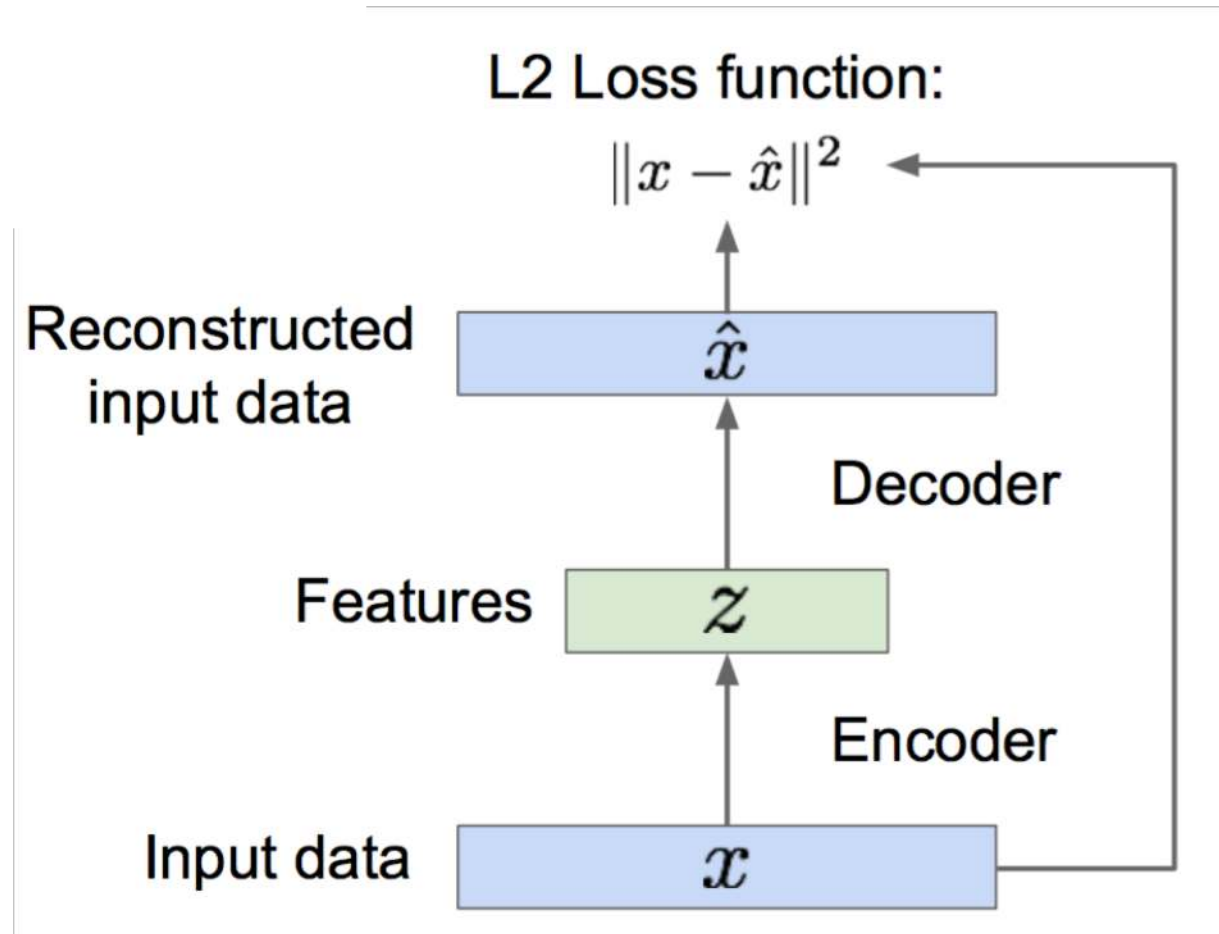 L2 Loss function:
‖x − x̂‖²
Reconstructed
input data
x̂
Decoder
Features
z
Encoder
Input data
x